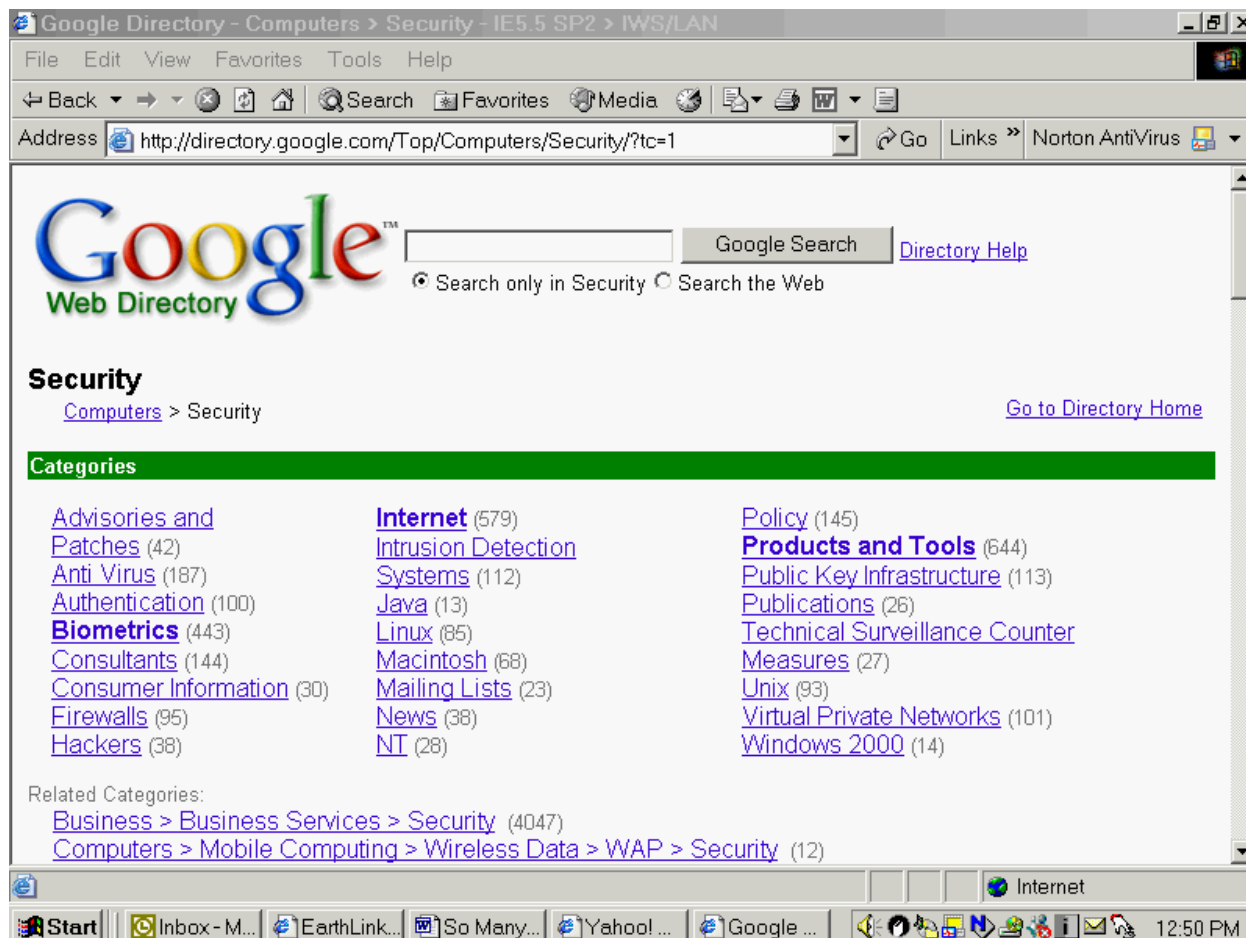 Google Directory - Computers > Security - IE5.5 SP2 > IWS/LAN
File Edit View Favorites Tools Help
Back Search Favorites Media
Address http://directory.google.com/Top/Computers/Security/?tc=1 Go Links » Norton AntiVirus
Google™
Web Directory
Google Search Directory Help
Search only in Security Search the Web
Security
Computers > Security
Go to Directory Home
Categories
Advisories and
Patches (42)
Anti Virus (187)
Authentication (100)
Biometrics (443)
Consultants (144)
Consumer Information (30)
Firewalls (95)
Hackers (38)
Internet (579)
Intrusion Detection
Systems (112)
Java (13)
Linux (85)
Macintosh (68)
Mailing Lists (23)
News (38)
NT (28)
Policy (145)
Products and Tools (644)
Public Key Infrastructure (113)
Publications (26)
Technical Surveillance Counter
Measures (27)
Unix (93)
Virtual Private Networks (101)
Windows 2000 (14)
Related Categories:
Business > Business Services > Security (4047)
Computers > Mobile Computing > Wireless Data > WAP > Security (12)
Internet
Start Inbox - M... EarthLink... So Many... Yahoo! ... Google ... 12:50 PM